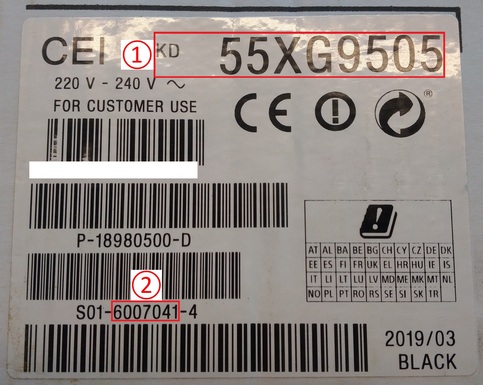 CEI ① KD 55XG9505
220 V - 240 V ~
FOR CUSTOMER USE
CE
®
P-18980500-D
AT AL BA BE BG CH CY CZ DE DK
EE ES FI FR UK EL HR HU IE IS
IT LI LT LU LV MD ME MK MT NL
NO PL PT RO RS SE SI SK TR
②
S01-6007041-4
2019/03
BLACK